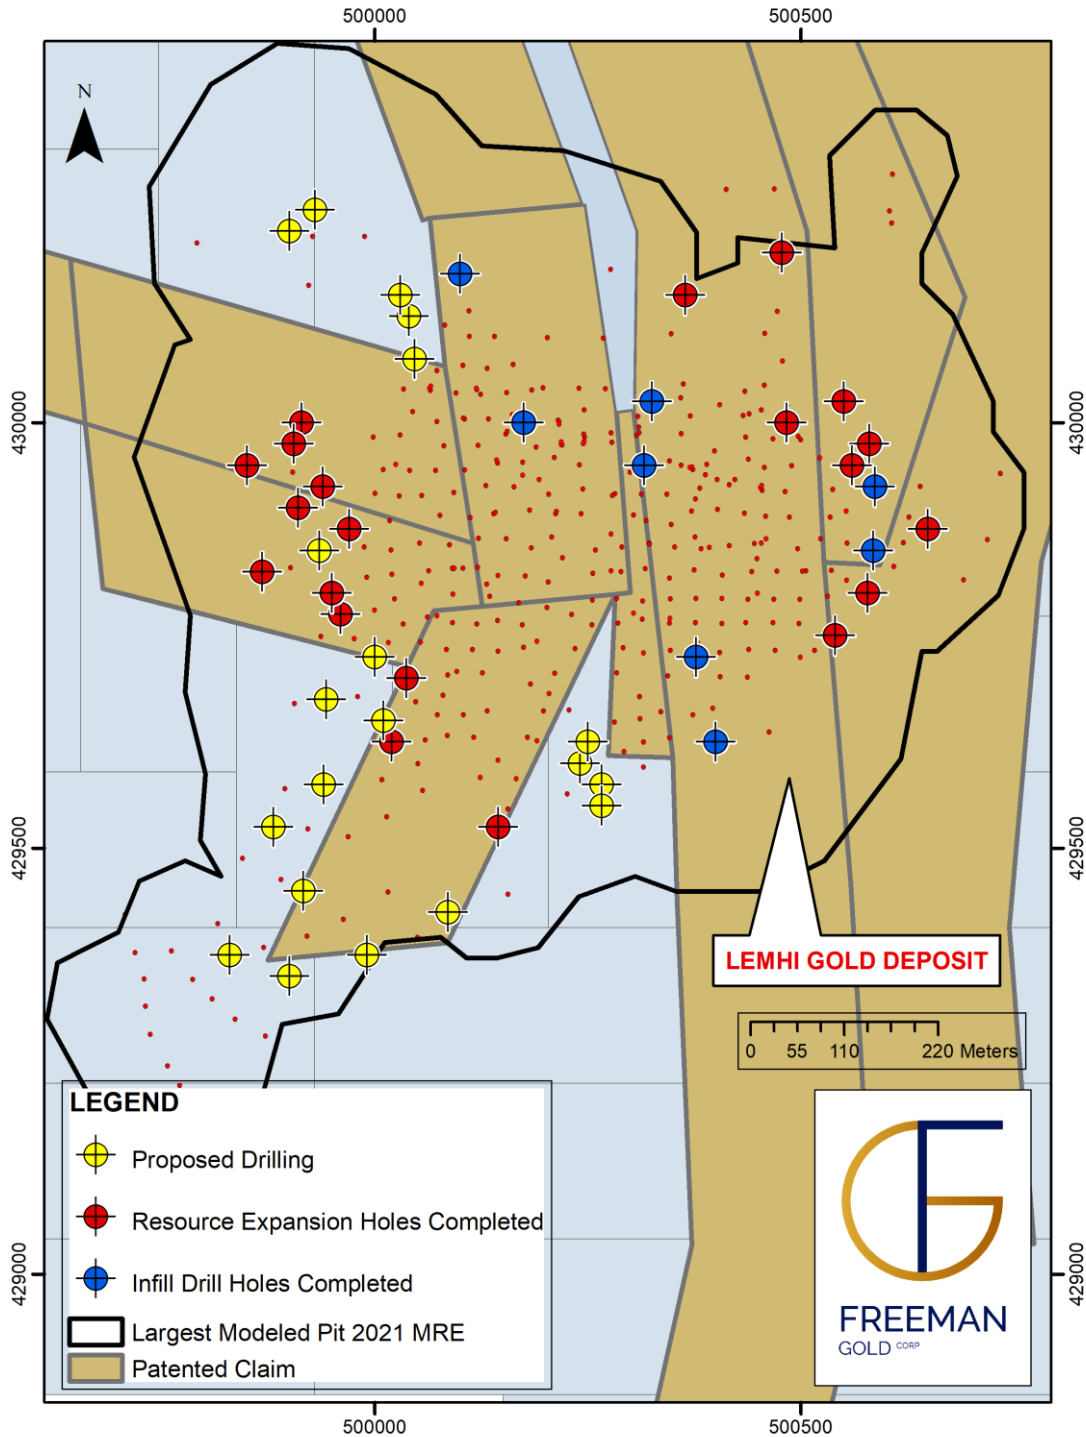 500000 500500
N
430000 430000
429500 429500
LEMHI GOLD DEPOSIT
0 55 110 220 Meters
LEGEND
Proposed Drilling
Resource Expansion Holes Completed
Infill Drill Holes Completed
Largest Modeled Pit 2021 MRE
Patented Claim
429000 429000
FREEMAN
GOLD CORP
500000 500500